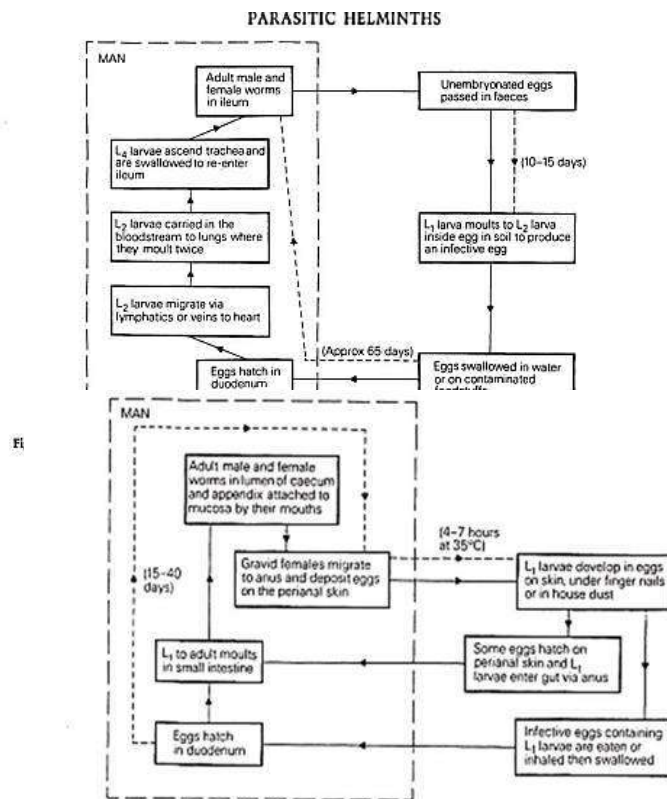 PARASITIC HELMINTHS
MAN
Adult male and
female worms
in ileum
Unembryonated eggs
passed in faeces
L4 larvae ascend trachea and
are swallowed to re-enter
ileum
(10–15 days)
L2 larvae carried in the
bloodstream to lungs where
they moult twice
L1 larva moults to L2 larva
inside egg in soil to produce
an infective egg
L2 larvae migrate via
lymphatics or veins to heart
(Approx 65 days)
Eggs hatch in
duodenum
Eggs swallowed in water
or on contaminated
MAN
Fi
Adult male and female
worms in lumen of caecum
and appendix attached to
mucosa by their mouths
(4–7 hours
at 35°C)
(15–40
days)
Gravid females migrate
to anus and deposit eggs
on the perianal skin
L1 larvae develop in eggs
on skin, under finger nails
or in house dust
L1 to adult moults
in small intestine
Some eggs hatch on
perianal skin and L1
larvae enter gut via anus
Eggs hatch
in duodenum
Infective eggs containing
L1 larvae are eaten or
inhaled then swallowed